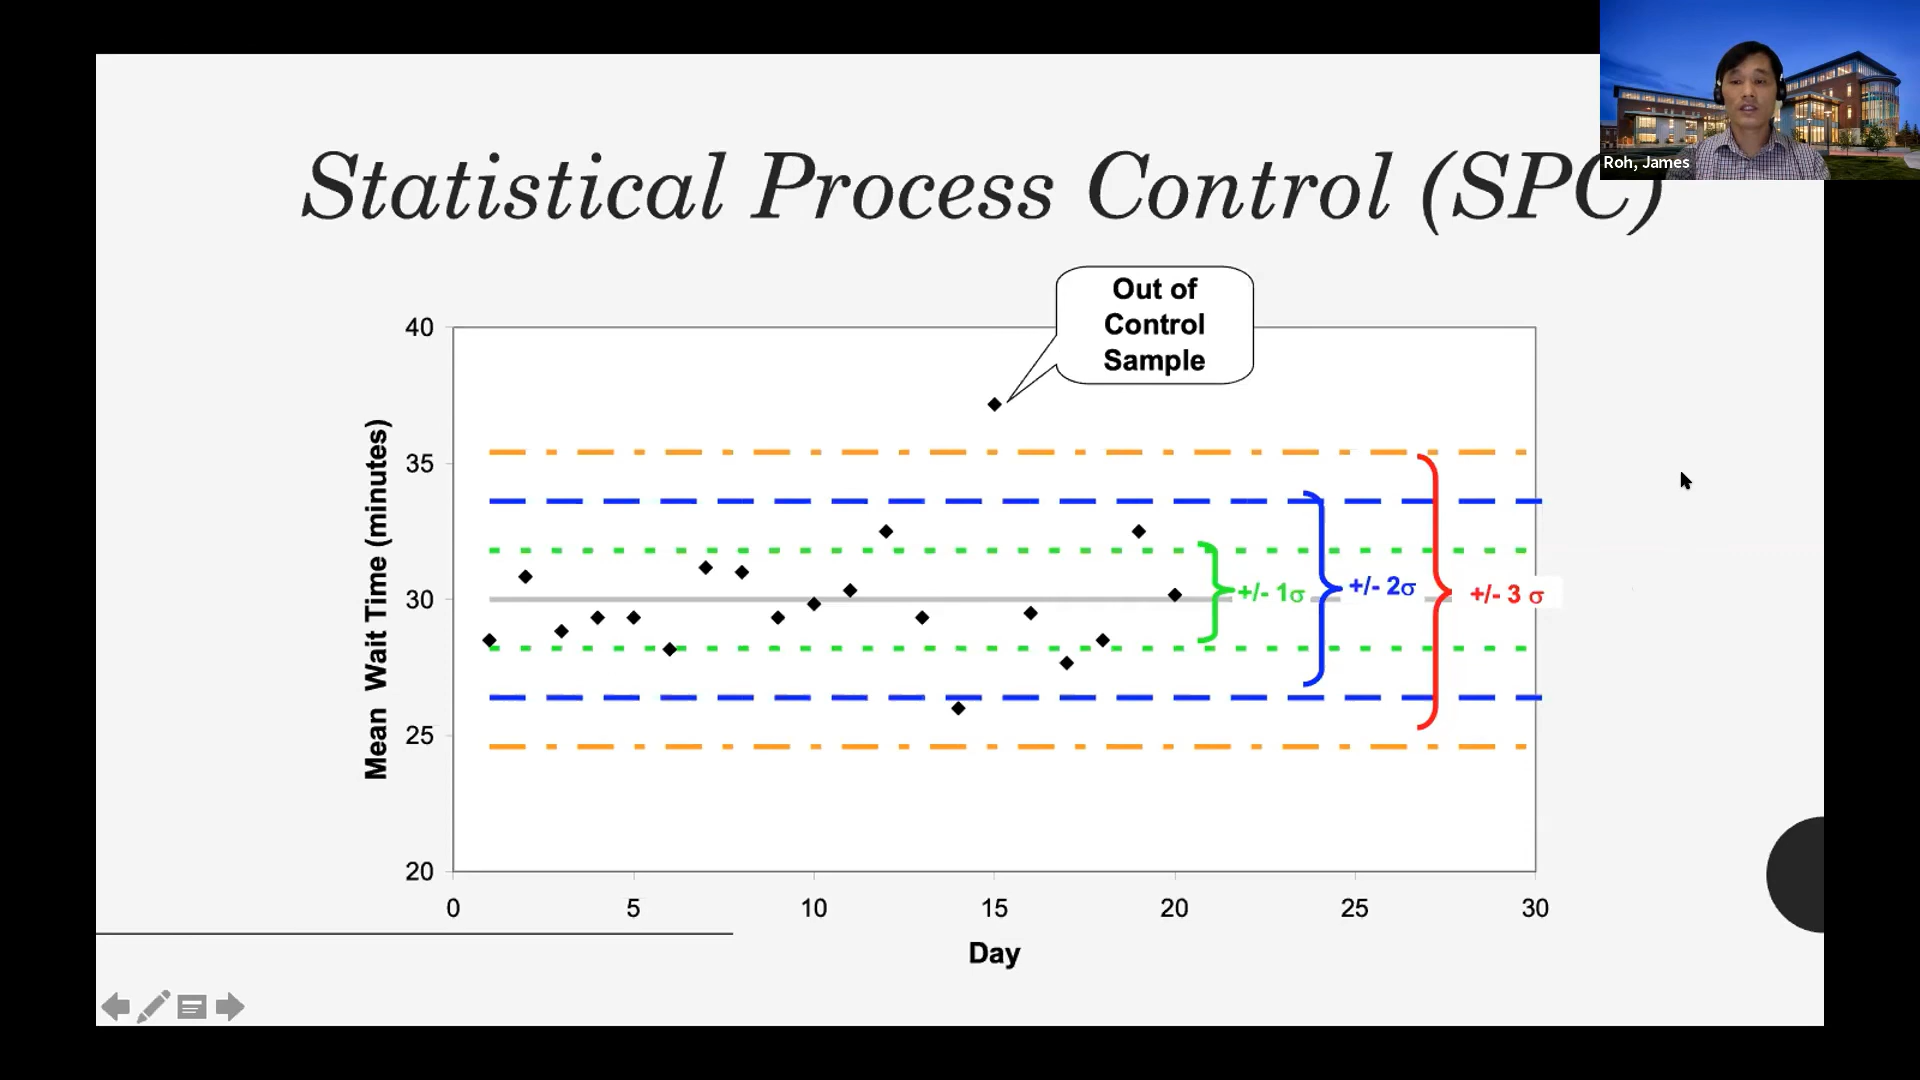 Roh, James
Statistical Process Control (SPC)
Out of
Control
Sample
Mean Wait Time (minutes)
40
35
30
25
20
+/- 1σ
+/- 2σ
+/- 3 σ
0 5 10 15 20 25 30
Day